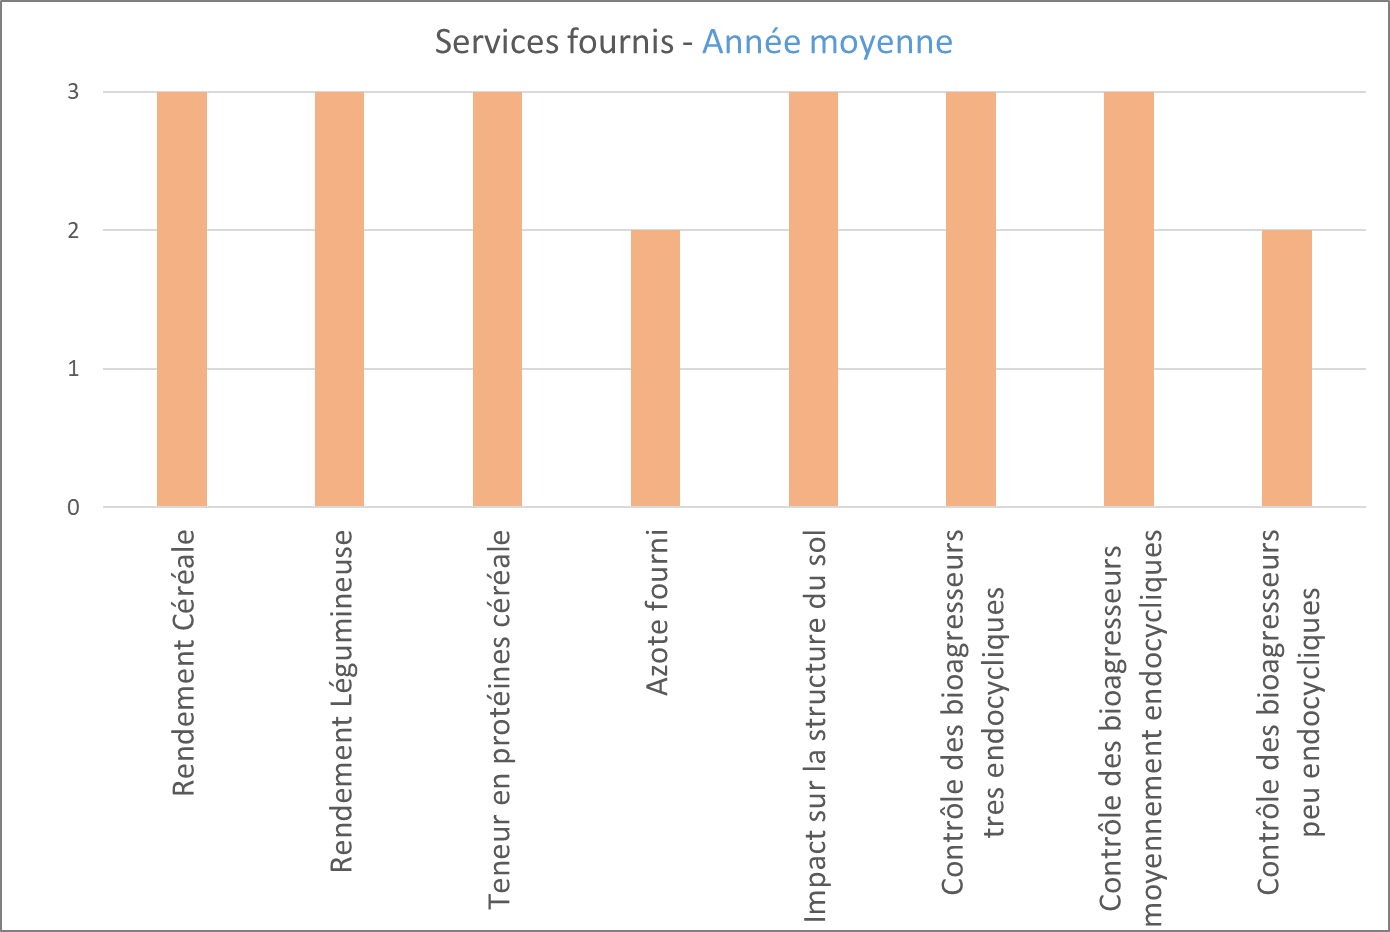 Services fournis - Année moyenne
3
2
1
0
Rendement Céréale
Rendement Légumineuse
Teneur en protéines céréale
Azote fourni
Impact sur la structure du sol
Contrôle des bioagresseurs
tres endocycliques
Contrôle des bioagresseurs
moyennement endocycliques
Contrôle des bioagresseurs
peu endocycliques